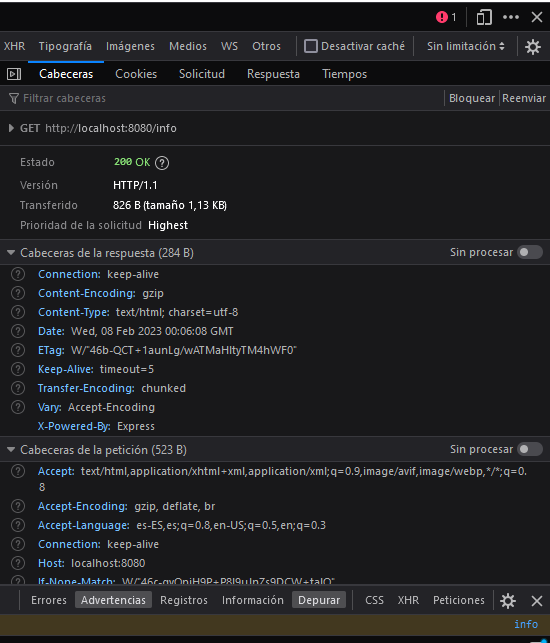 1
XHR Tipografía Imágenes Medios WS Otros Desactivar caché Sin limitación
Cabeceras Cookies Solicitud Respuesta Tiempos
Filtrar cabeceras Bloquear Reenviar
GET http://localhost:8080/info
Estado 200 OK ?
Versión HTTP/1.1
Transferido 826 B (tamaño 1,13 KB)
Prioridad de la solicitud Highest
Cabeceras de la respuesta (284 B) Sin procesar
? Connection: keep-alive
? Content-Encoding: gzip
? Content-Type: text/html; charset=utf-8
? Date: Wed, 08 Feb 2023 00:06:08 GMT
? ETag: W/"46b-QCT+1aunLg/wATMaHltyTM4hWF0"
? Keep-Alive: timeout=5
? Transfer-Encoding: chunked
? Vary: Accept-Encoding
X-Powered-By: Express
Cabeceras de la petición (523 B) Sin procesar
? Accept: text/html,application/xhtml+xml,application/xml;q=0.9,image/avif,image/webp,*/*;q=0.
8
? Accept-Encoding: gzip, deflate, br
? Accept-Language: es-ES,es;q=0.8,en-US;q=0.5,en;q=0.3
? Connection: keep-alive
? Host: localhost:8080
? If-None-Match:
Errores Advertencias Registros Información Depurar CSS XHR Peticiones
info